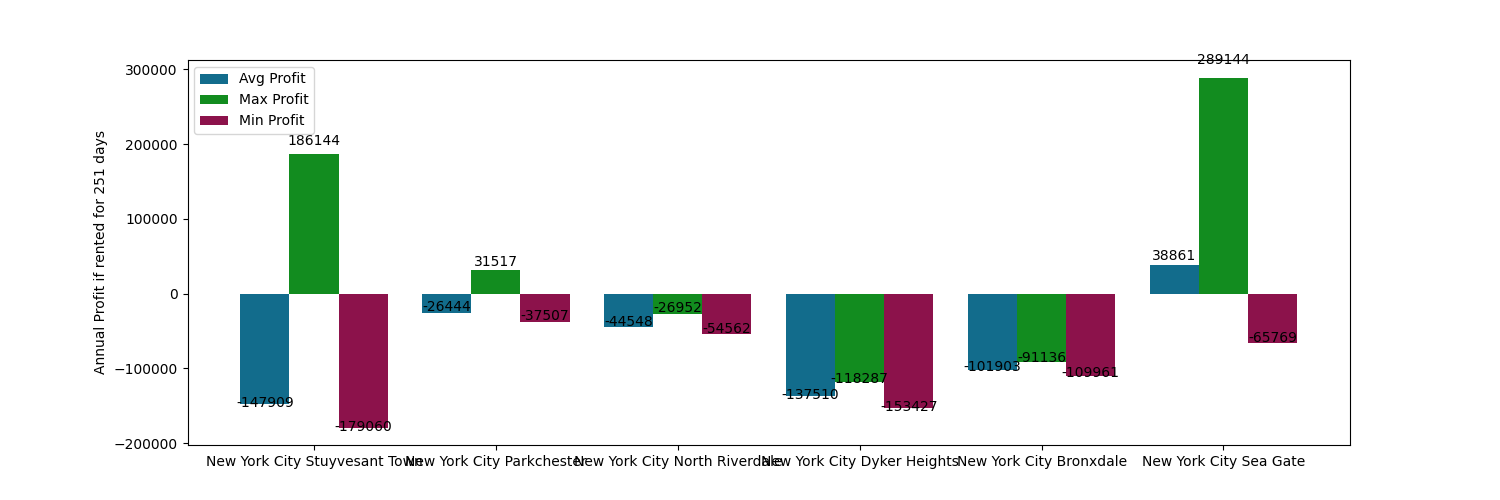 300000
200000
100000
0
−100000
−200000
Annual Profit if rented for 251 days
Avg Profit
Max Profit
Min Profit
-147909
186144
-179060
-26444
31517
-37507
-44548
-26952
-54562
-137510
-118287
-153427
-101903
-91136
-109961
38861
289144
-65769
New York City Stuyvesant Town
New York City Parkchester
New York City North Riverdale
New York City Dyker Heights
New York City Bronxdale
New York City Sea Gate